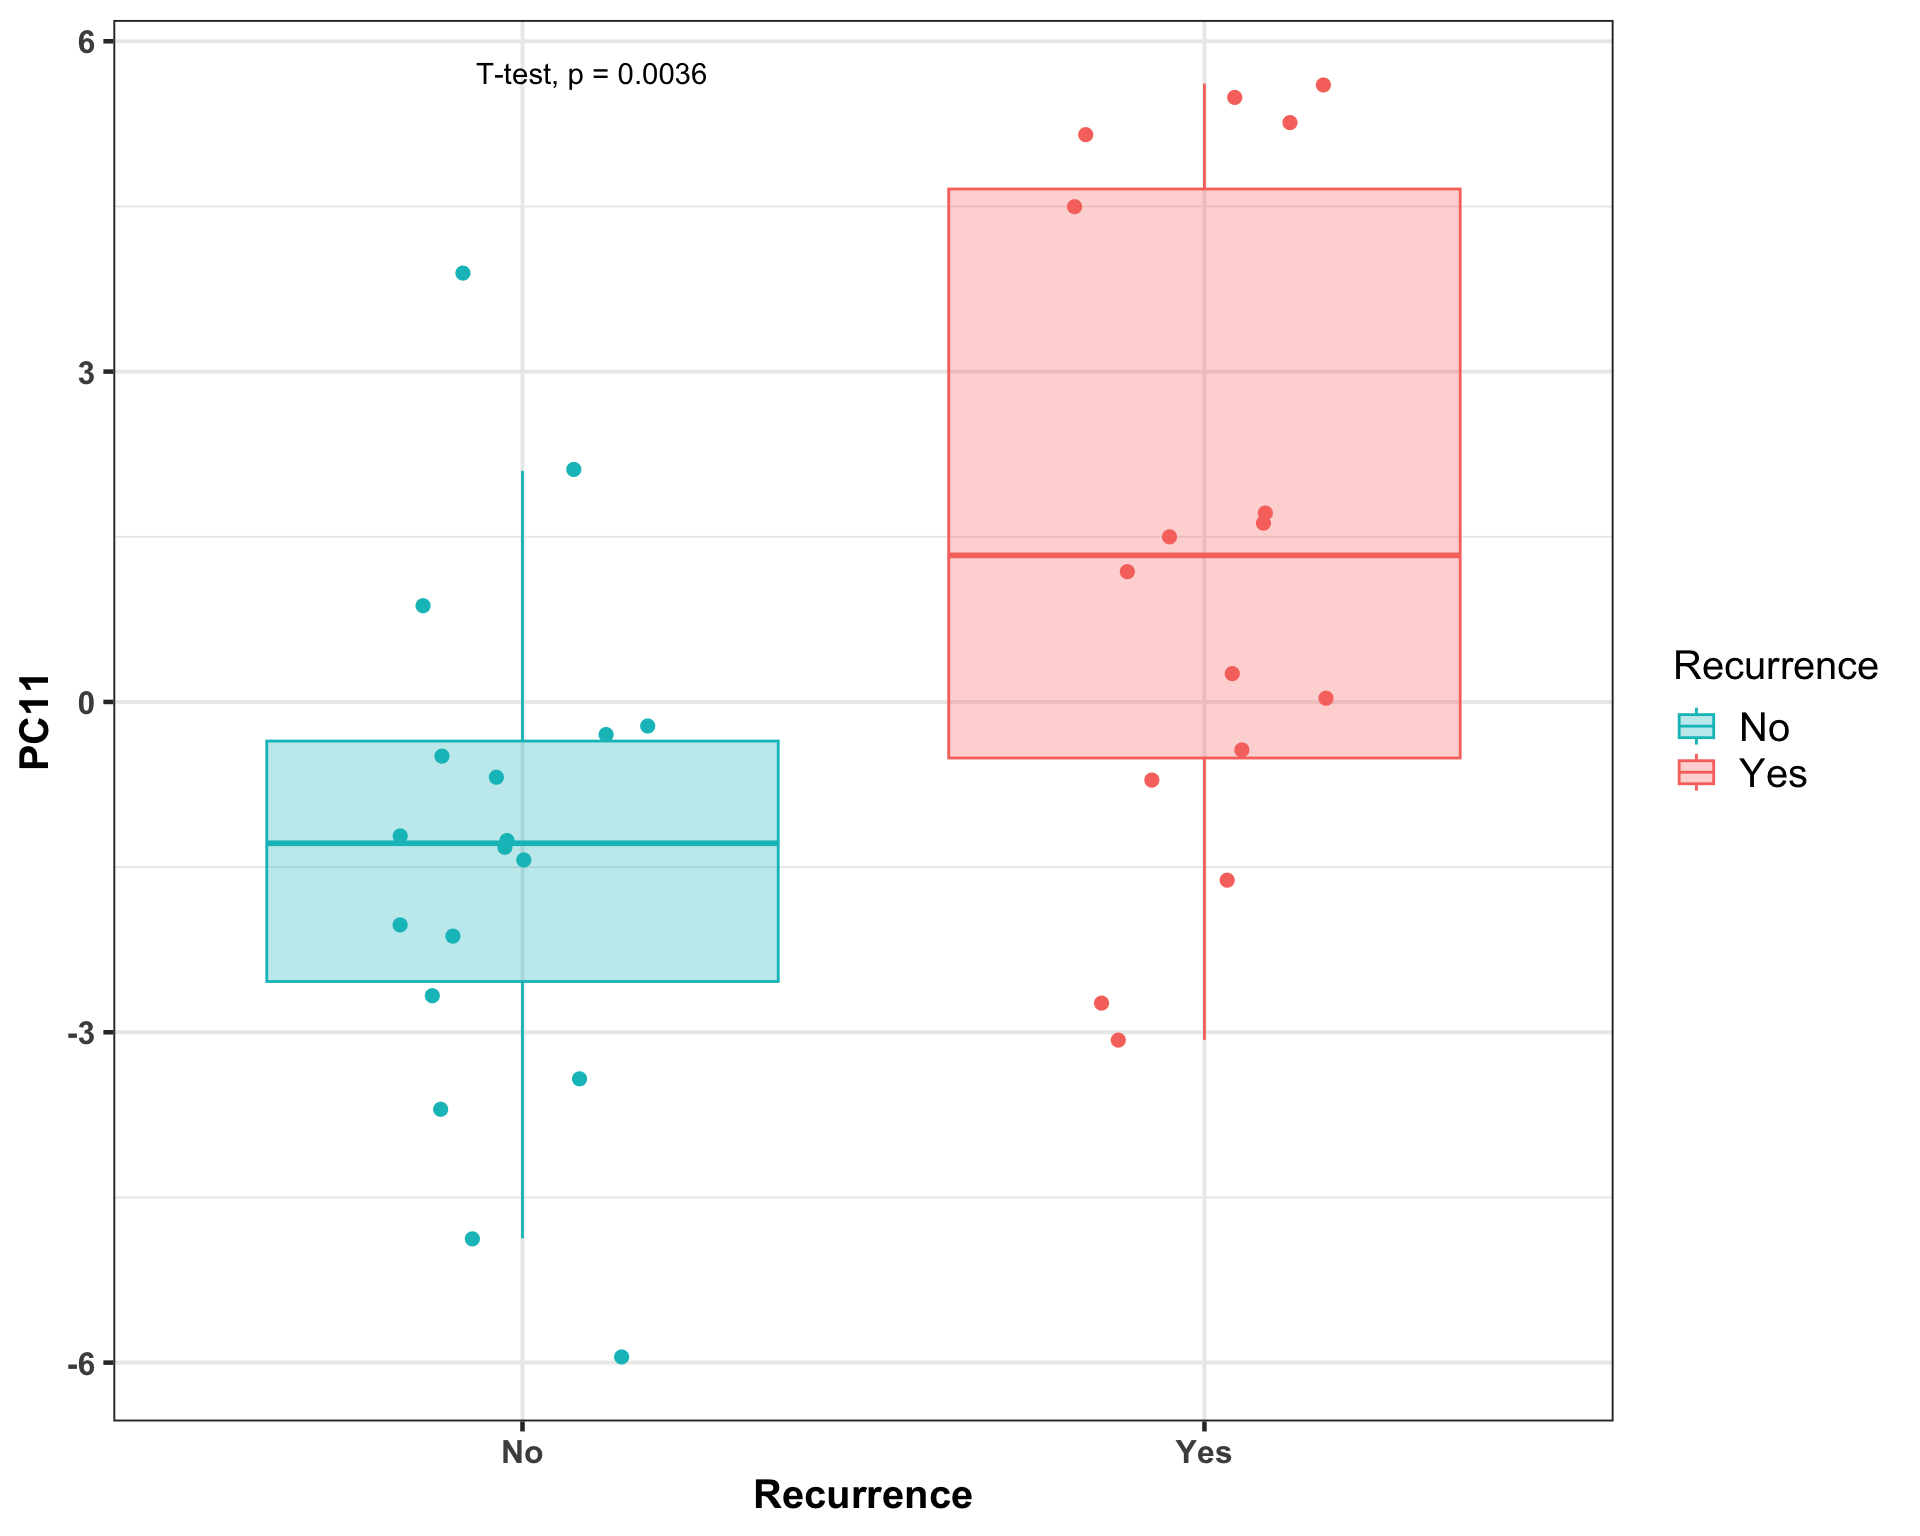 T-test, p = 0.0036
6
3
0
-3
-6
PC11
No
Yes
Recurrence
Recurrence
No
Yes